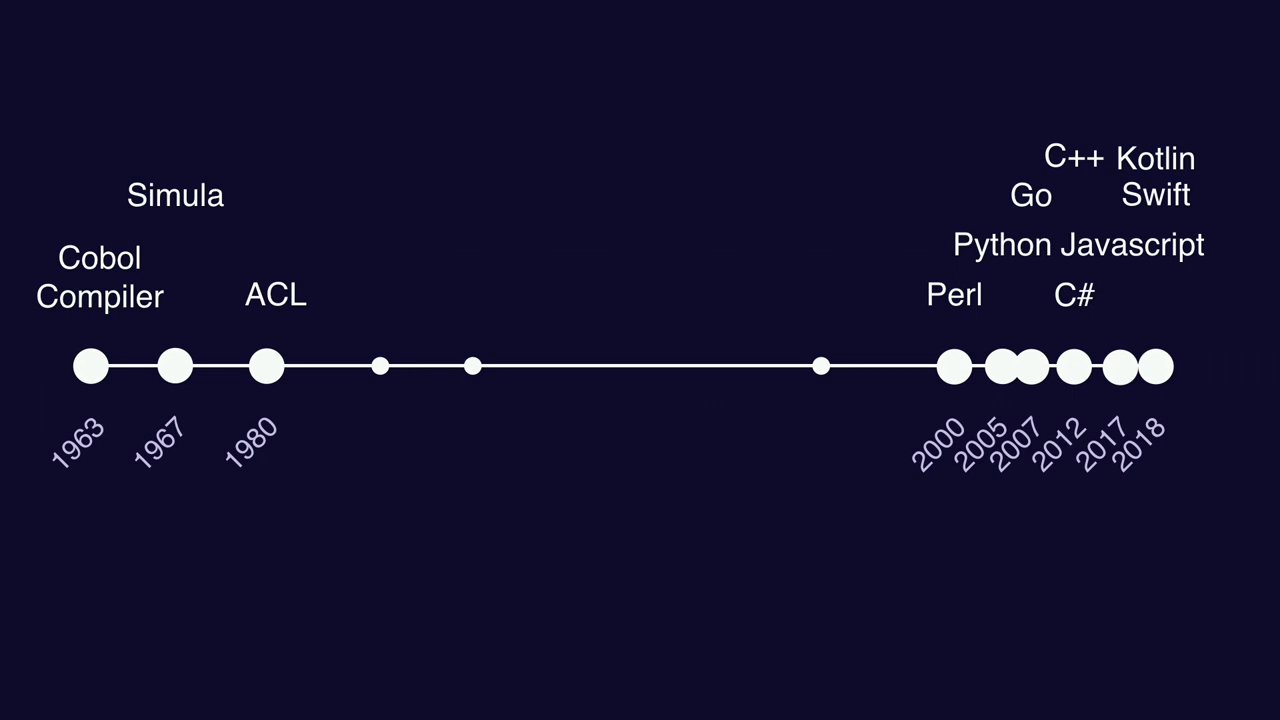 C++ Kotlin
Simula Go Swift
Python Javascript
Cobol
Compiler ACL Perl C#
1963 1967 1980 2000 2005 2007 2012 2017 2018